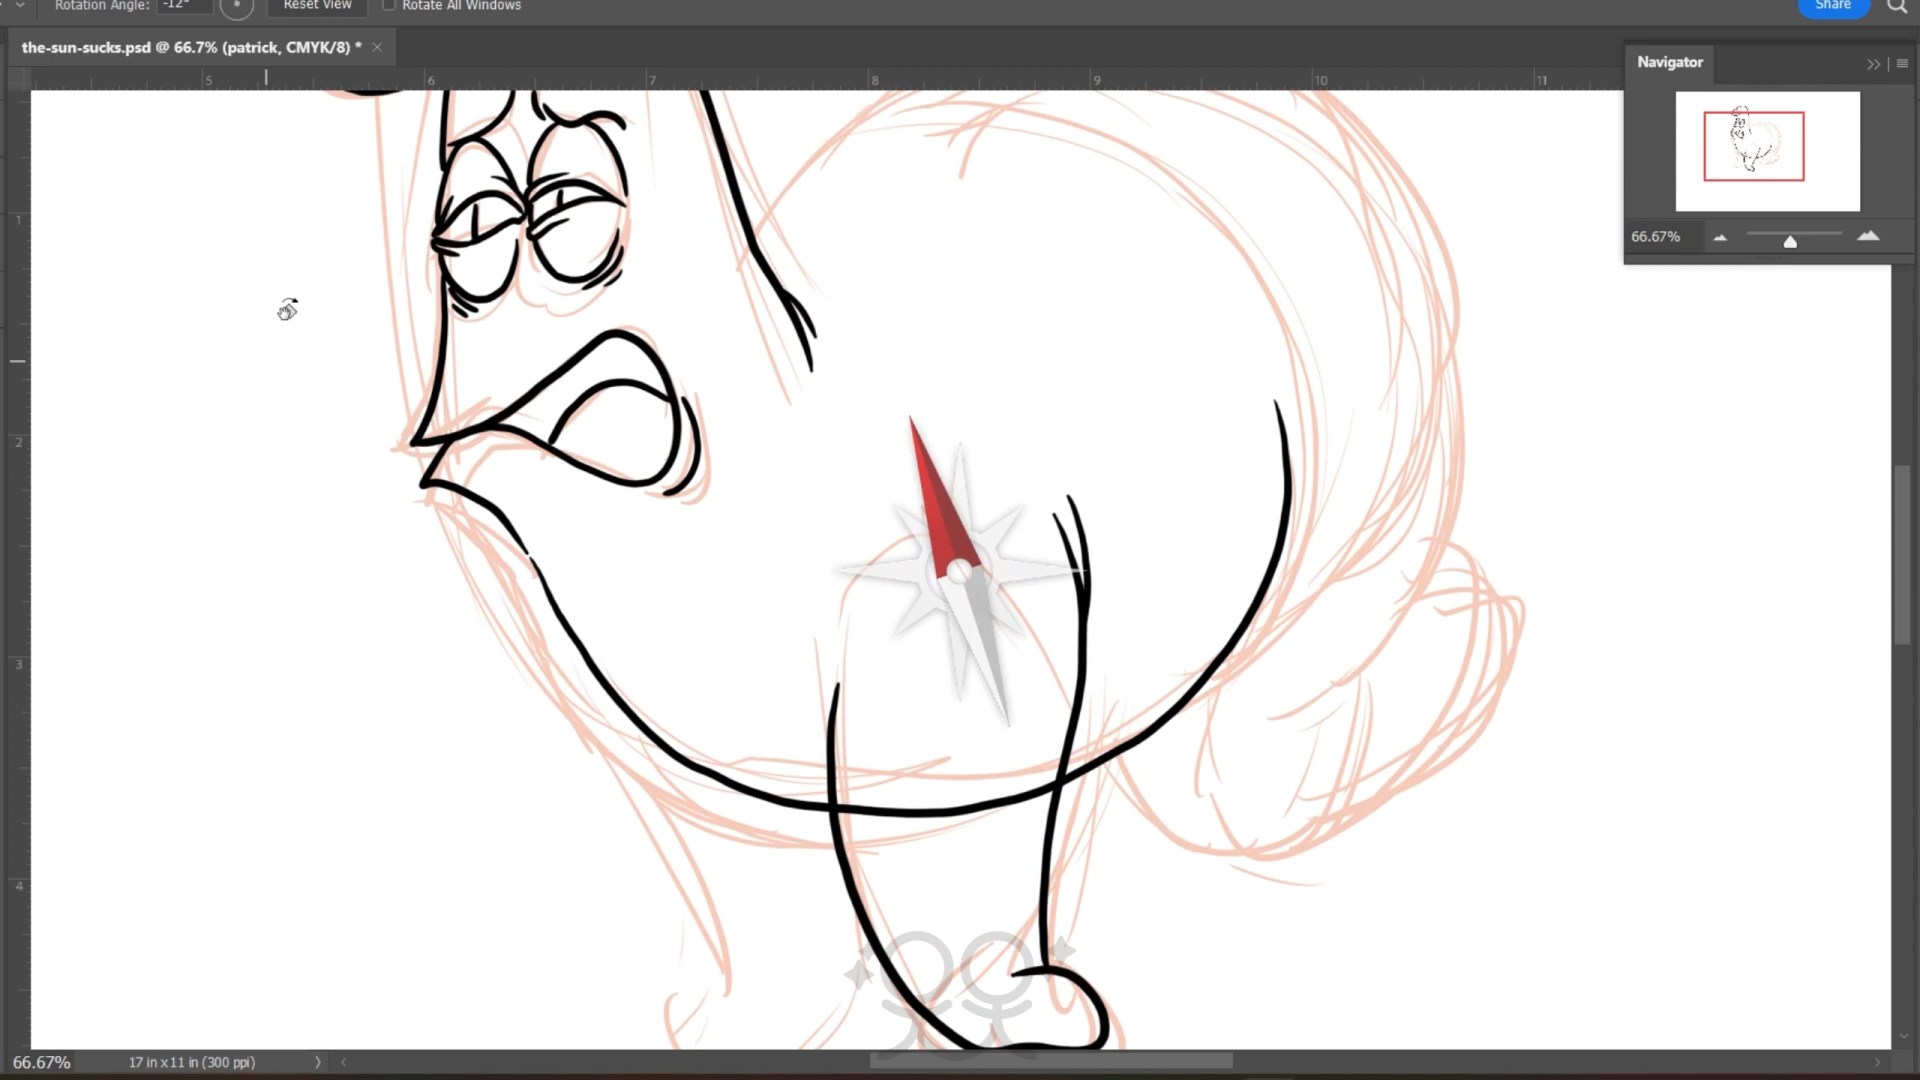 Rotation Angle: -12° Reset View Rotate All Windows Share
the-sun-sucks.psd @ 66.7% (patrick, CMYK/8) * ×
Navigator
5 6 7 8 9 10 11
66.67%
1
2
3
4
66.67% 17 in x 11 in (300 ppi)